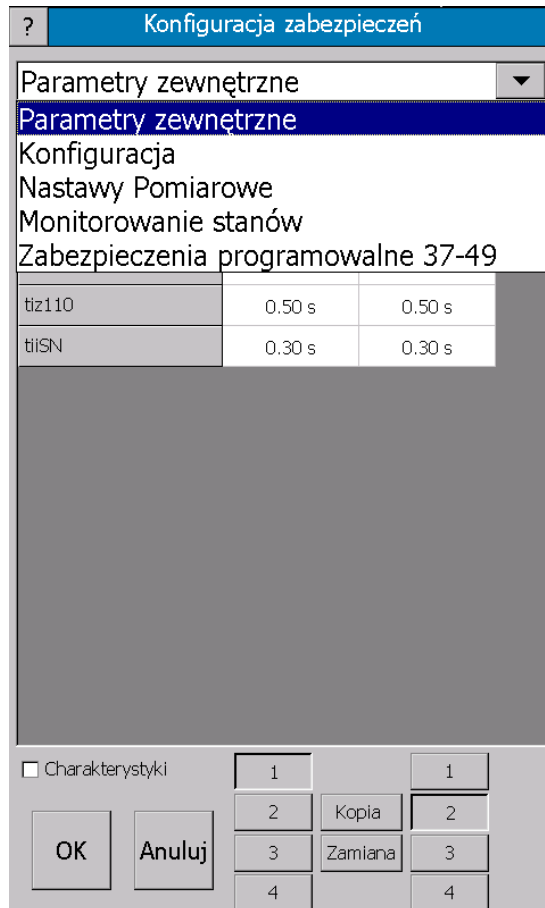 ? Konfiguracja zabezpieczeń
Parametry zewnętrzne
Parametry zewnętrzne
Konfiguracja
Nastawy Pomiarowe
Monitorowanie stanów
Zabezpieczenia programowalne 37-49
tiz110 0.50 s 0.50 s
tiiSN 0.30 s 0.30 s
Charakterystyki 1 1
2 Kopia 2
OK Anuluj 3 Zamiana 3
4 4